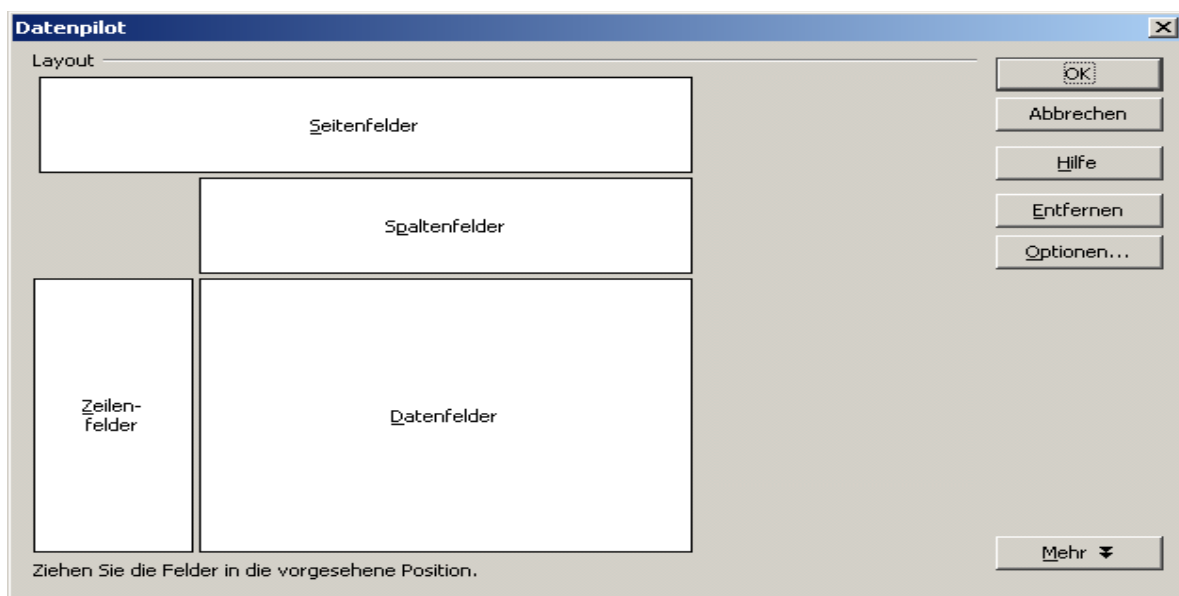 Datenpilot
Layout
Seitenfelder
Spaltenfelder
Zeilen-
felder
Datenfelder
Ziehen Sie die Felder in die vorgesehene Position.
OK
Abbrechen
Hilfe
Entfernen
Optionen...
Mehr